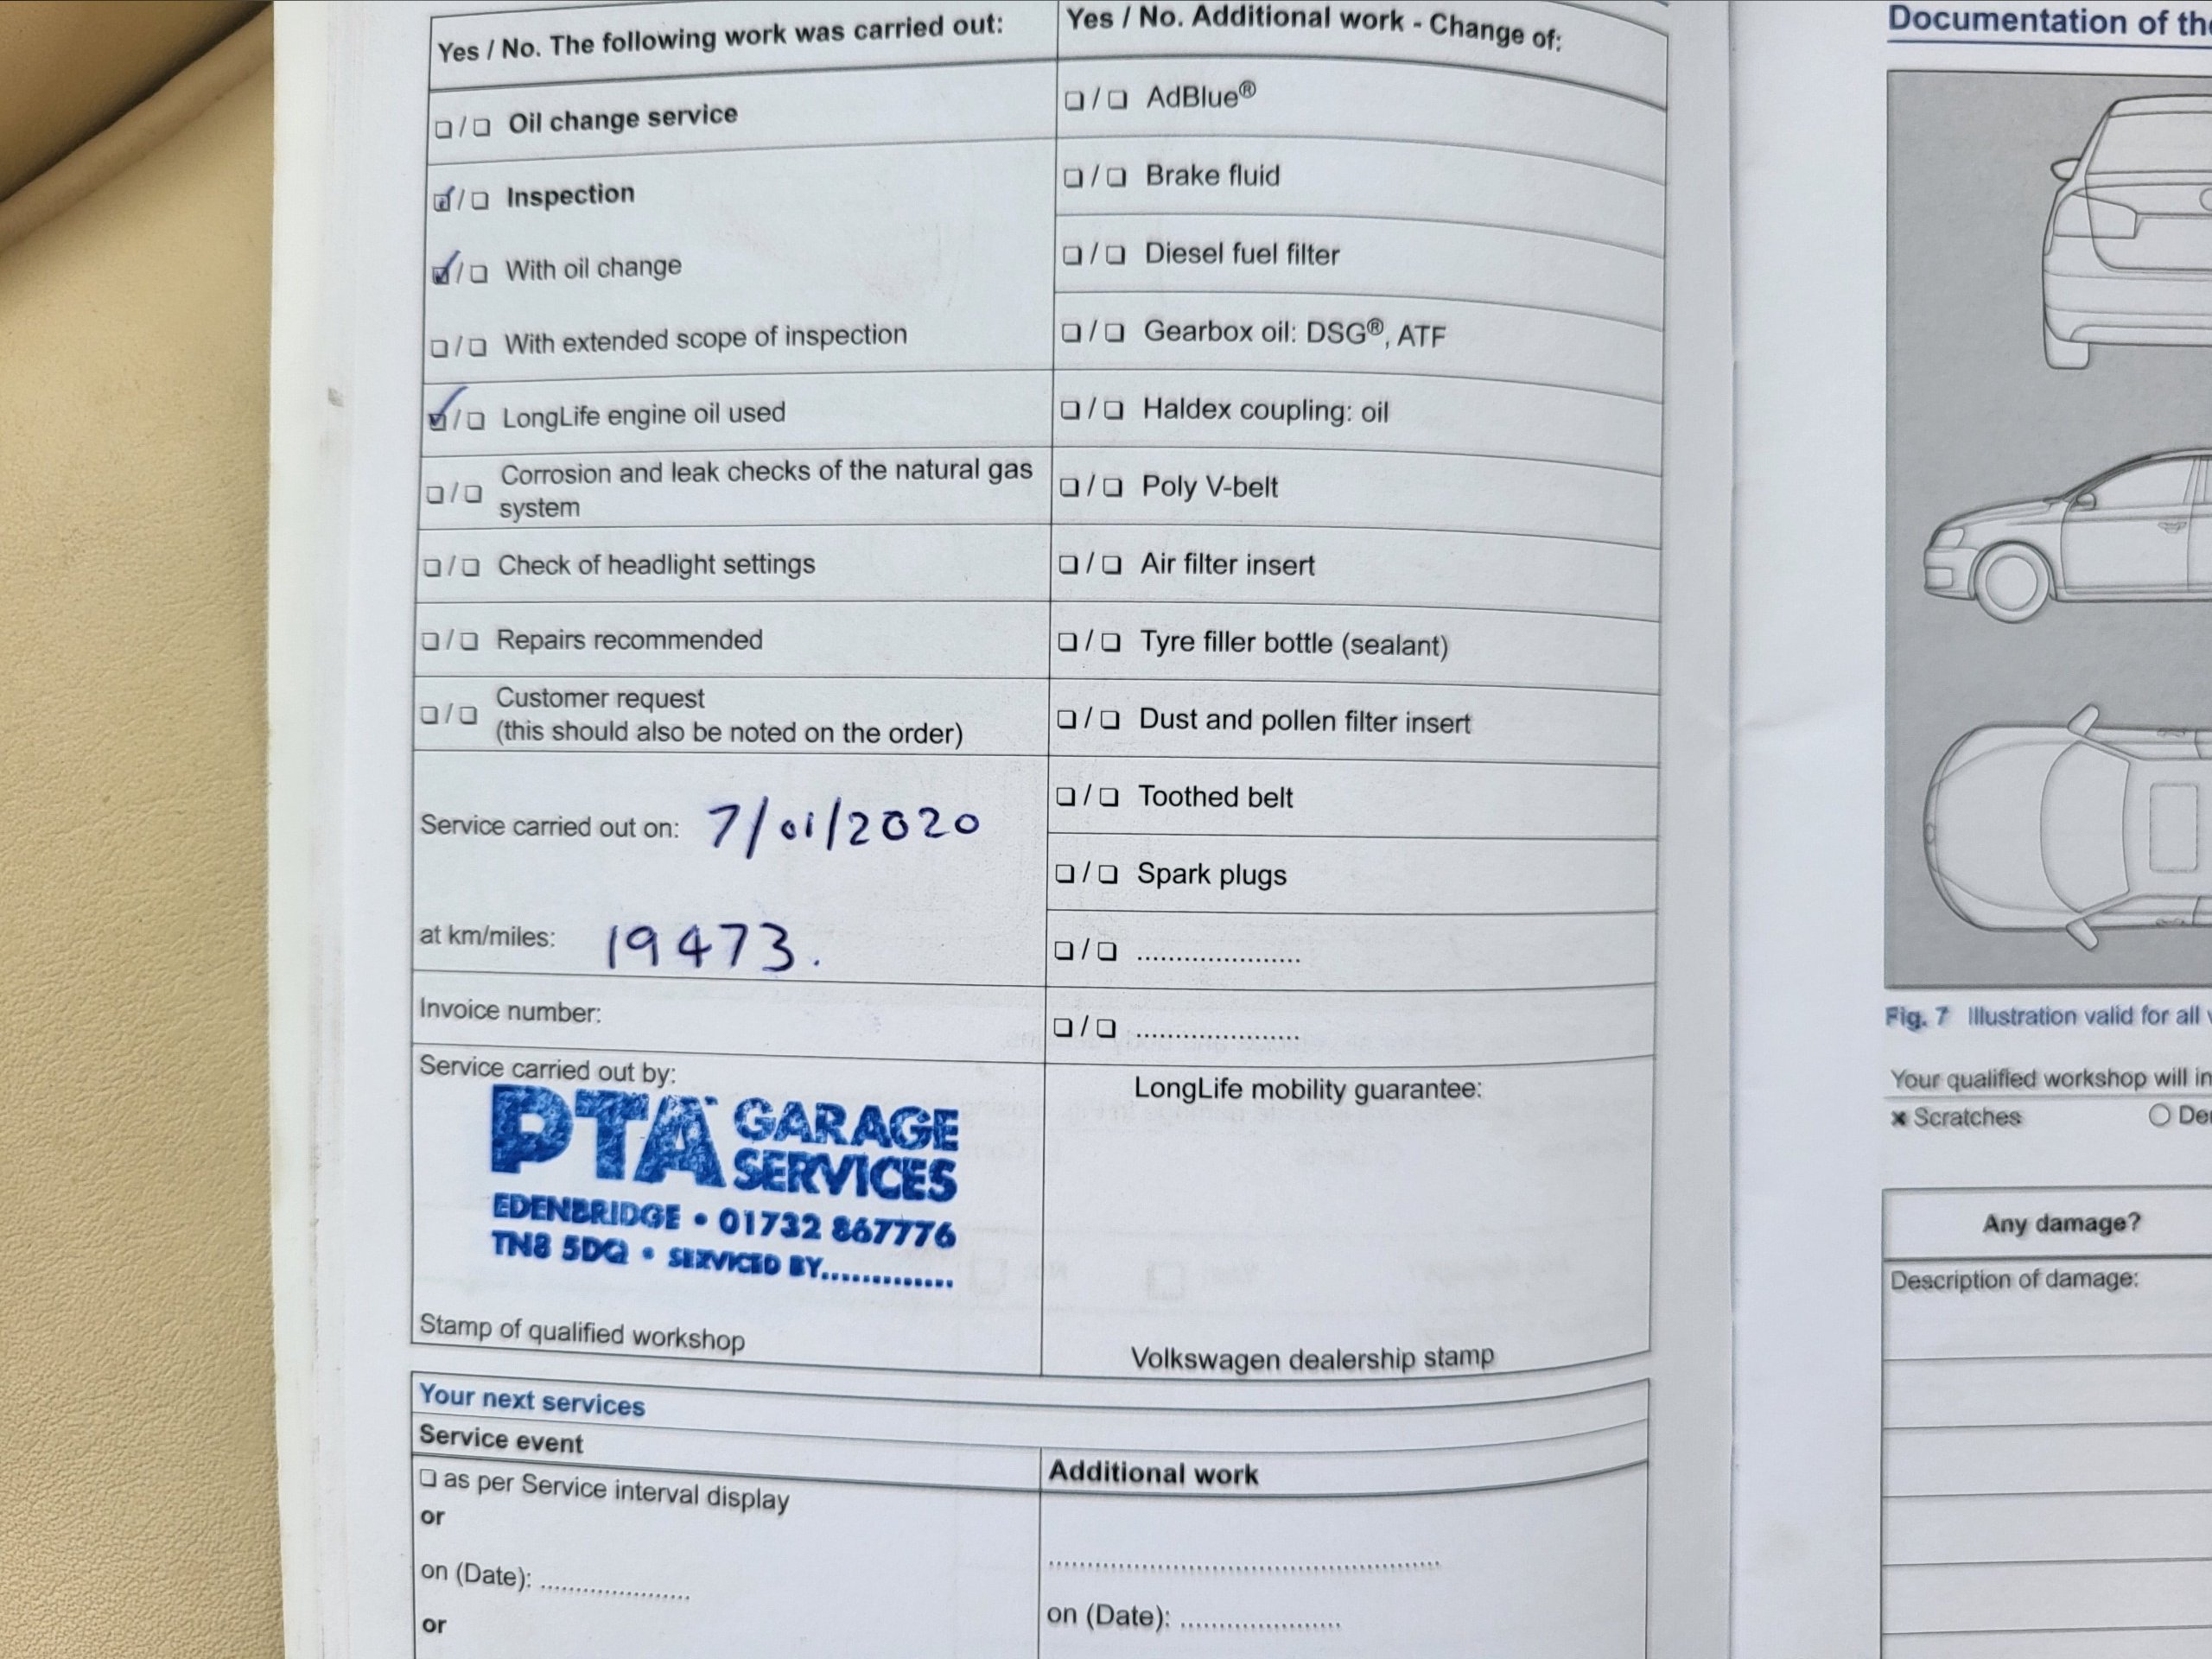 Yes / No. The following work was carried out:
☐ / ☐ Oil change service
☑ / ☐ Inspection
☑ / ☐ With oil change
☐ / ☐ With extended scope of inspection
☑ / ☐ LongLife engine oil used
☐ / ☐ Corrosion and leak checks of the natural gas
system
☐ / ☐ Check of headlight settings
☐ / ☐ Repairs recommended
☐ / ☐ Customer request
(this should also be noted on the order)
Service carried out on: 7/01/2020
at km/miles: 19473.
Invoice number:
Service carried out by:
PTA GARAGE
SERVICES
EDENBRIDGE • 01732 867776
TN8 5DQ • SERVICED BY..............
Stamp of qualified workshop
Yes / No. Additional work - Change of:
☐ / ☐ AdBlue®
☐ / ☐ Brake fluid
☐ / ☐ Diesel fuel filter
☐ / ☐ Gearbox oil: DSG®, ATF
☐ / ☐ Haldex coupling: oil
☐ / ☐ Poly V-belt
☐ / ☐ Air filter insert
☐ / ☐ Tyre filler bottle (sealant)
☐ / ☐ Dust and pollen filter insert
☐ / ☐ Toothed belt
☐ / ☐ Spark plugs
☐ / ☐ ......................
☐ / ☐ ......................
LongLife mobility guarantee:
Volkswagen dealership stamp
Your next services
Service event
☐ as per Service interval display
or
on (Date): ......................
or
Additional work
......................................................
on (Date): ......................
Documentation of the
Fig. 7 Illustration valid for all
Your qualified workshop will in
× Scratches ○ De
Any damage?
Description of damage: